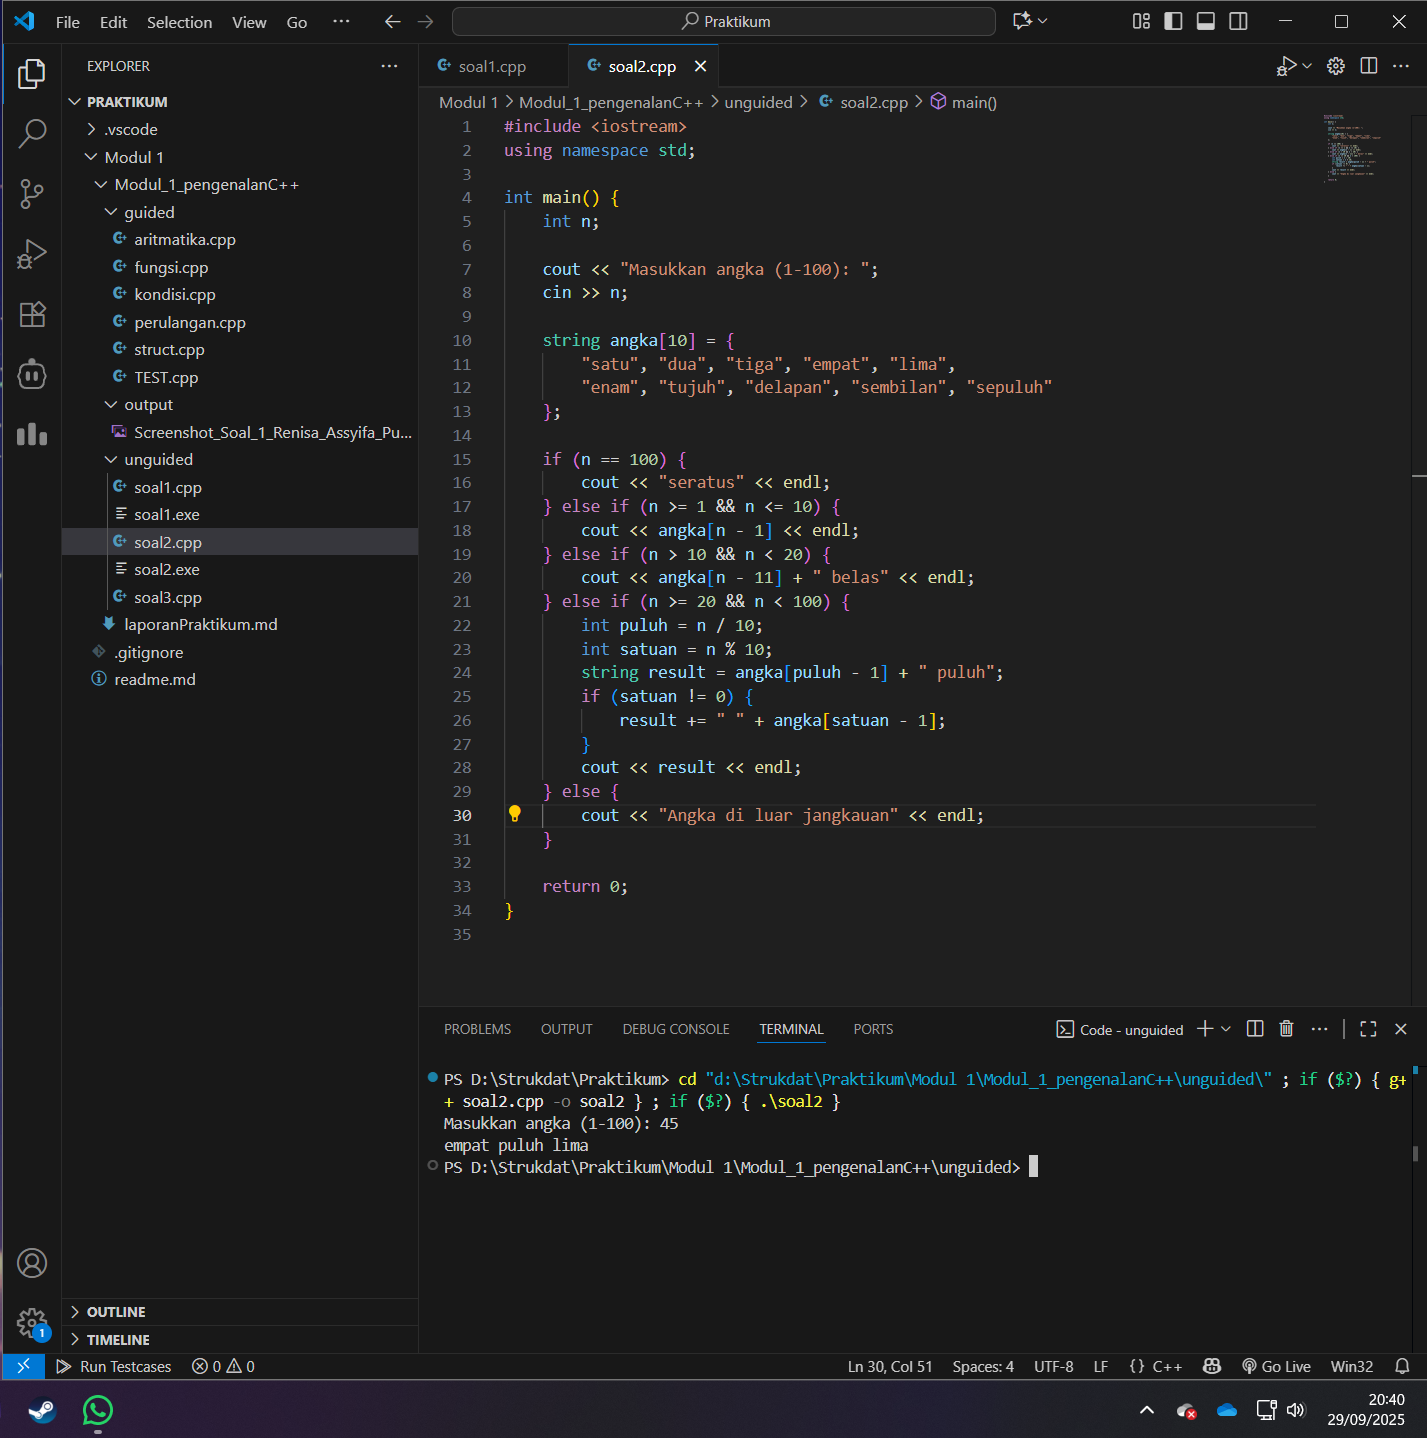 File Edit Selection View Go ··· Praktikum
EXPLORER ···
PRAKTIKUM
.vscode
Modul 1
Modul_1_pengenalanC++
guided
aritmatika.cpp
fungsi.cpp
kondisi.cpp
perulangan.cpp
struct.cpp
TEST.cpp
output
Screenshot_Soal_1_Renisa_Assyifa_Pu...
unguided
soal1.cpp
soal1.exe
soal2.cpp
soal2.exe
soal3.cpp
laporanPraktikum.md
.gitignore
readme.md
OUTLINE
TIMELINE
soal1.cpp soal2.cpp
Modul 1 > Modul_1_pengenalanC++ > unguided > soal2.cpp > main()
1 #include <iostream>
2 using namespace std;
3
4 int main() {
5     int n;
6
7     cout << "Masukkan angka (1-100): ";
8     cin >> n;
9
10     string angka[10] = {
11         "satu", "dua", "tiga", "empat", "lima",
12         "enam", "tujuh", "delapan", "sembilan", "sepuluh"
13     };
14
15     if (n == 100) {
16         cout << "seratus" << endl;
17     } else if (n >= 1 && n <= 10) {
18         cout << angka[n - 1] << endl;
19     } else if (n > 10 && n < 20) {
20         cout << angka[n - 11] + " belas" << endl;
21     } else if (n >= 20 && n < 100) {
22         int puluh = n / 10;
23         int satuan = n % 10;
24         string result = angka[puluh - 1] + " puluh";
25         if (satuan != 0) {
26             result += " " + angka[satuan - 1];
27         }
28         cout << result << endl;
29     } else {
30         cout << "Angka di luar jangkauan" << endl;
31     }
32
33     return 0;
34 }
35
PROBLEMS OUTPUT DEBUG CONSOLE TERMINAL PORTS Code - unguided
PS D:\Strukdat\Praktikum> cd "d:\Strukdat\Praktikum\Modul 1\Modul_1_pengenalanC++\unguided\" ; if ($?) { g+
+ soal2.cpp -o soal2 } ; if ($?) { .\soal2 }
Masukkan angka (1-100): 45
empat puluh lima
PS D:\Strukdat\Praktikum\Modul 1\Modul_1_pengenalanC++\unguided>
1
Run Testcases 0 0 Ln 30, Col 51 Spaces: 4 UTF-8 LF {} C++ Go Live Win32
20:40
29/09/2025